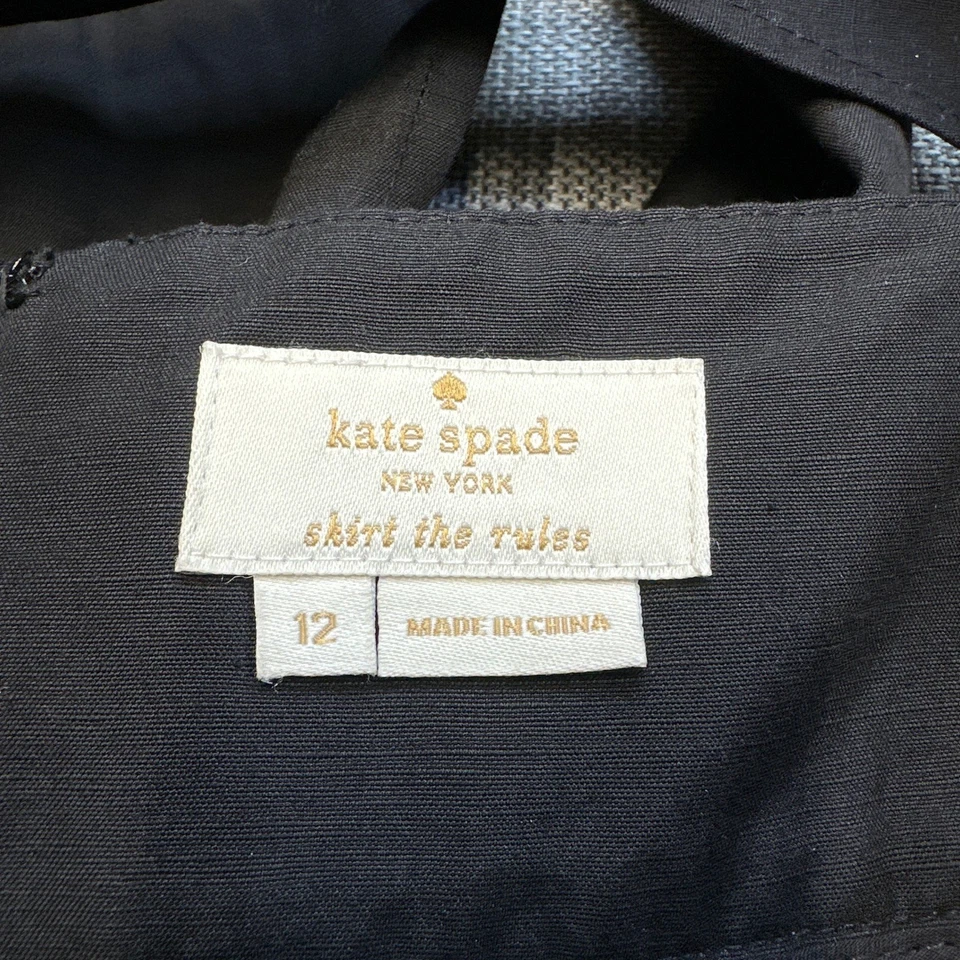 kate spade
NEW YORK
skirt the rules
12
MADE IN CHINA